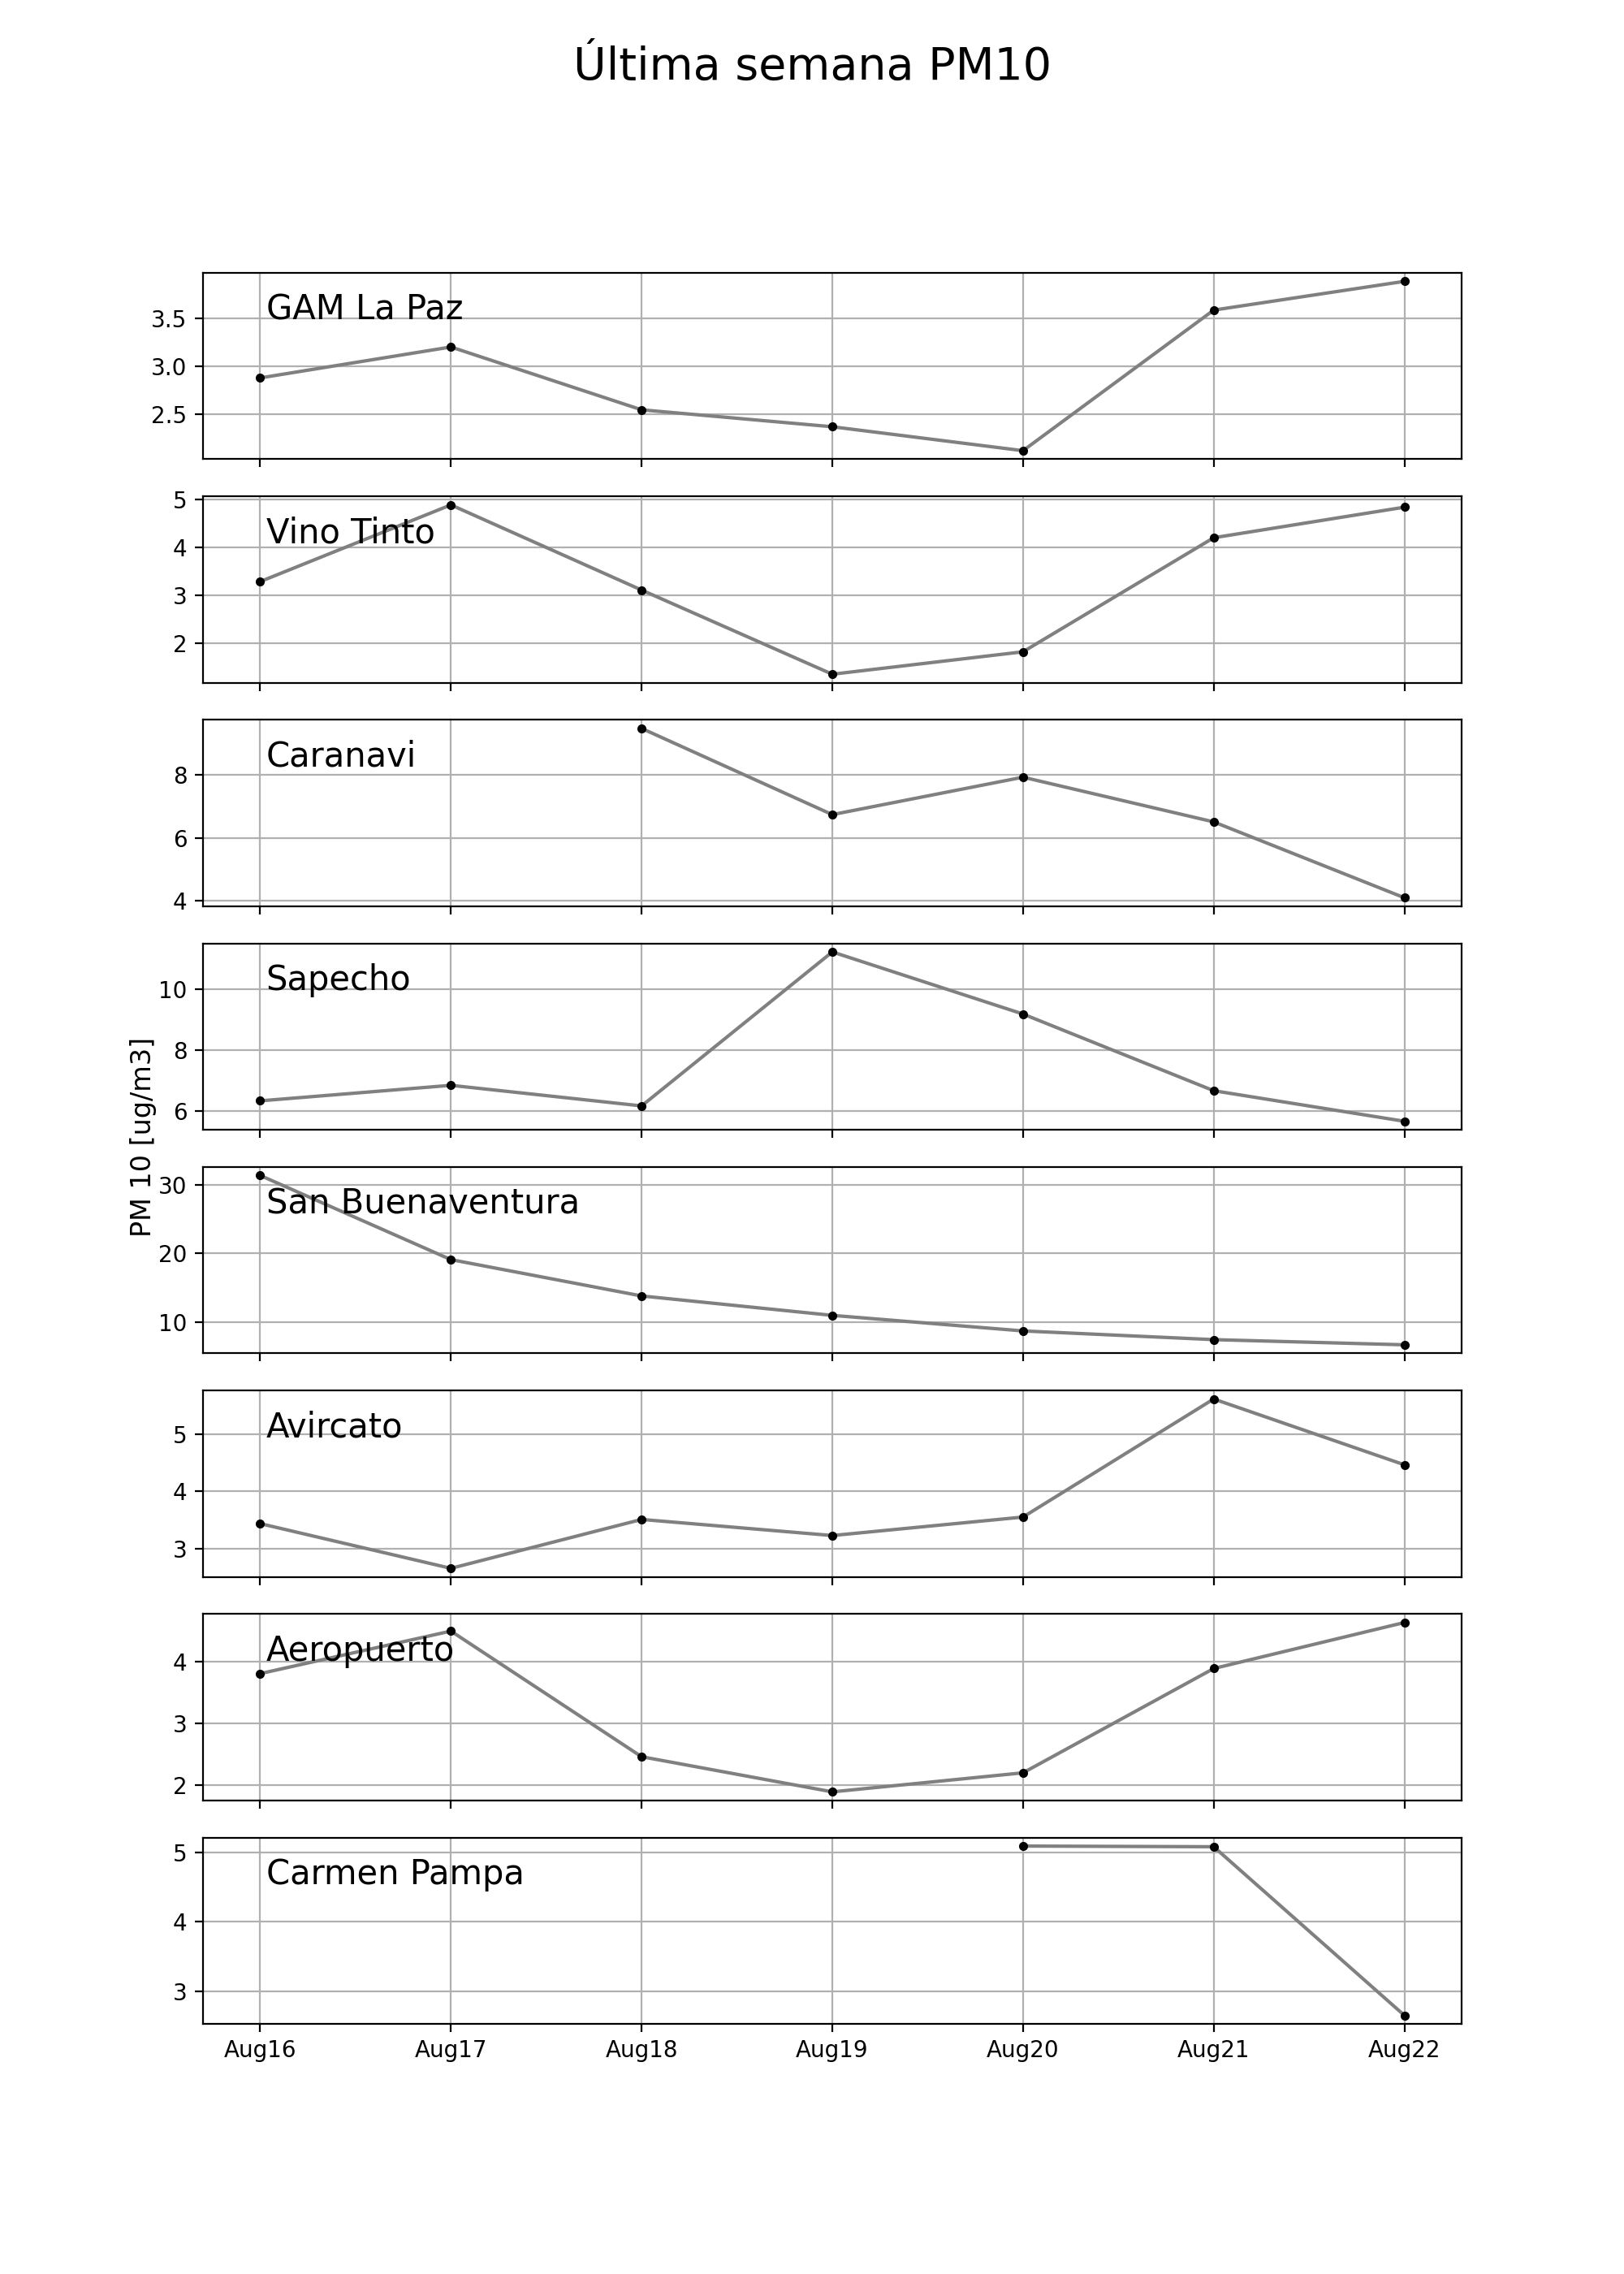 Última semana PM10
GAM La Paz
3.5
3.0
2.5
Vino Tinto
5
4
3
2
Caranavi
8
6
4
Sapecho
10
8
6
PM 10 [ug/m3]
San Buenaventura
30
20
10
Avircato
5
4
3
Aeropuerto
4
3
2
Carmen Pampa
5
4
3
Aug16 Aug17 Aug18 Aug19 Aug20 Aug21 Aug22